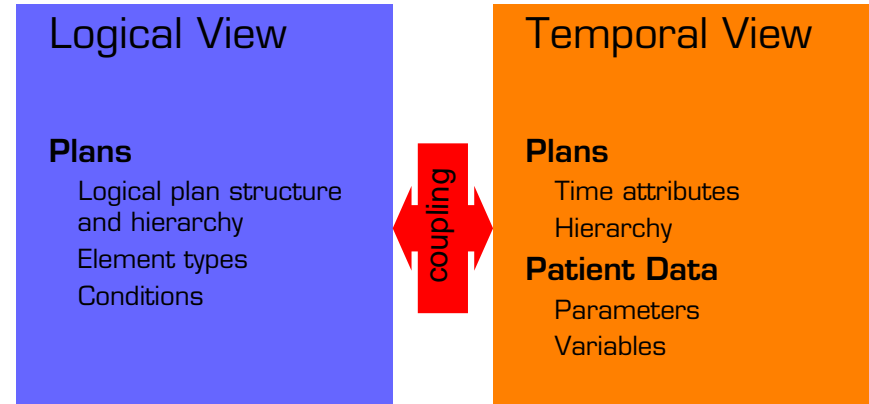 Logical View
Plans
Logical plan structure
and hierarchy
Element types
Conditions
coupling
Temporal View
Plans
Time attributes
Hierarchy
Patient Data
Parameters
Variables